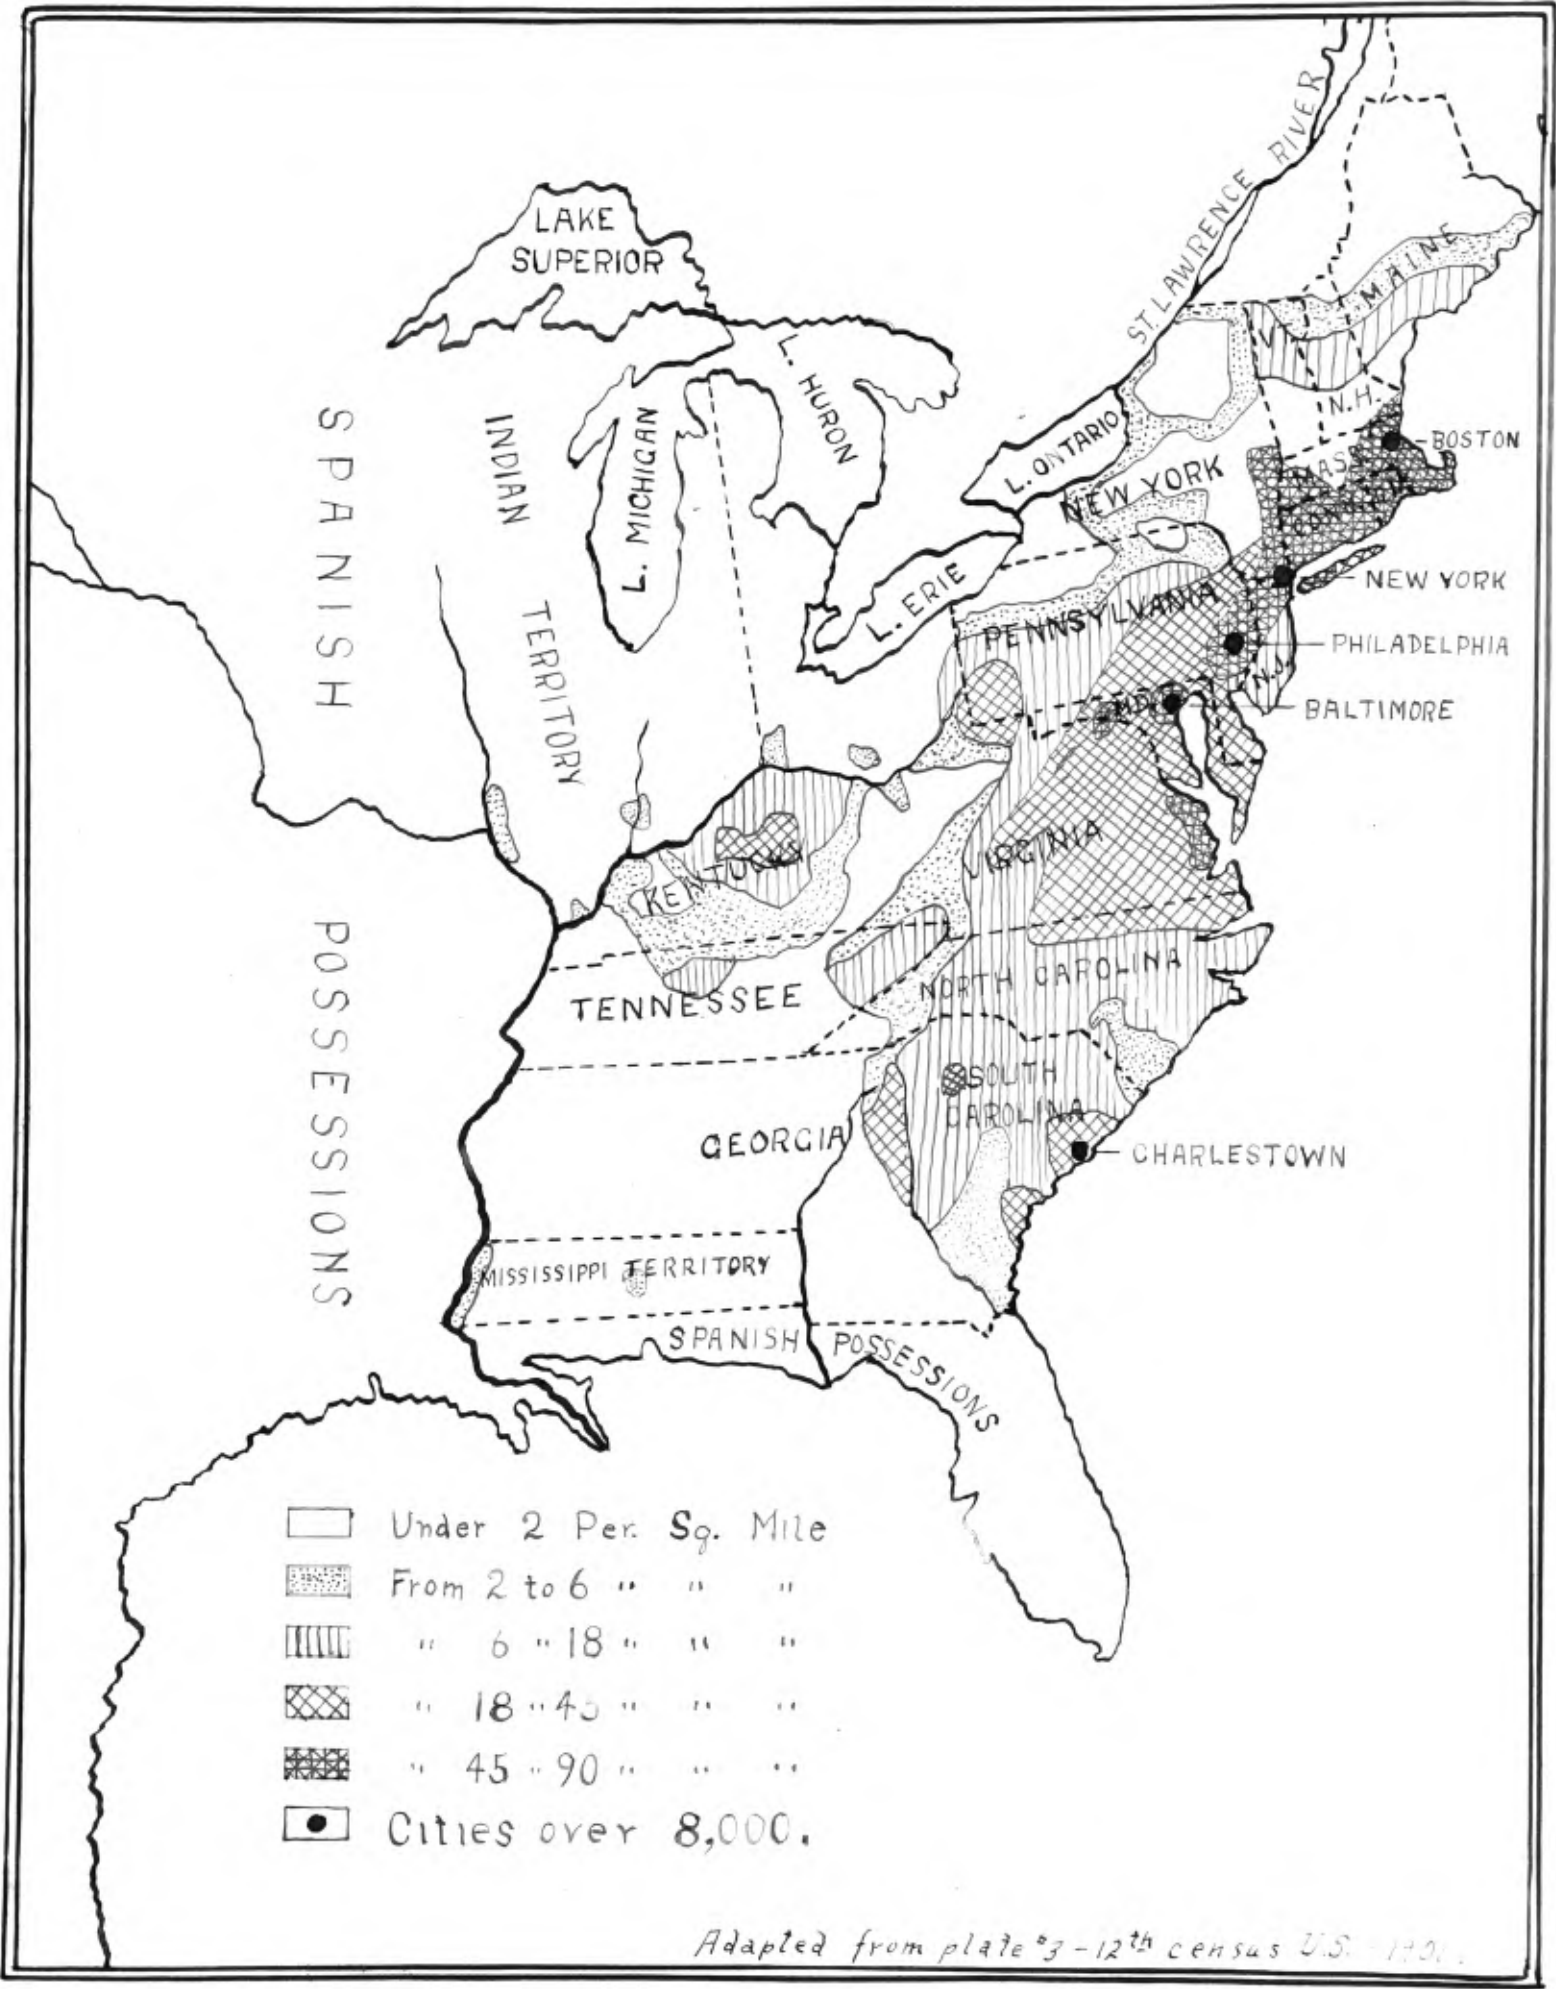 ST. LAWRENCE RIVER
LAKE
SUPERIOR
MAINE
L. HURON
N.H.
L. MICHIGAN
L. ONTARIO
BOSTON
MASS
NEW YORK
CONN
SPANISH
INDIAN
TERRITORY
L. ERIE
NEW YORK
PENNSYLVANIA
PHILADELPHIA
N.J.
MD.
BALTIMORE
VIRGINIA
KENTUCKY
POSSESSIONS
NORTH CAROLINA
TENNESSEE
SOUTH
CAROLINA
GEORGIA
CHARLESTOWN
MISSISSIPPI TERRITORY
SPANISH POSSESSIONS
Under 2 Per. Sq. Mile
From 2 to 6 " " "
" 6 " 18 " " "
" 18 " 45 " " "
" 45 " 90 " " "
Cities over 8,000.
Adapted from plate #3 - 12th census U.S.